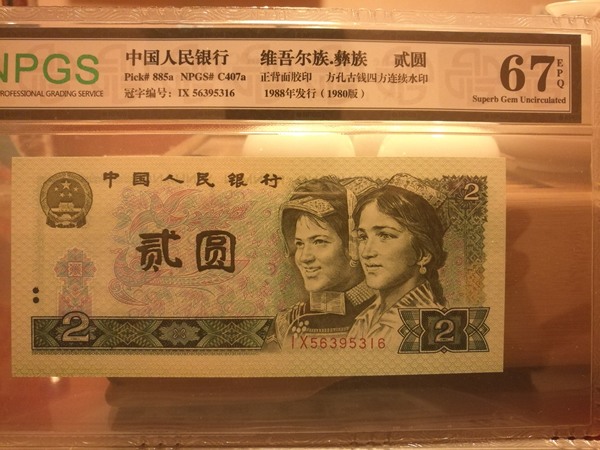 NPGS
PROFESSIONAL GRADING SERVICE
中国人民银行 维吾尔族.彝族 贰圆
Pick# 885a NPGS# C407a 正背面胶印 方孔古钱四方连续水印
冠字编号: IX 56395316 1988年发行(1980版)
67 EPQ
Superb Gem Uncirculated
中国人民银行
2
贰圆
2
IX56395316
2